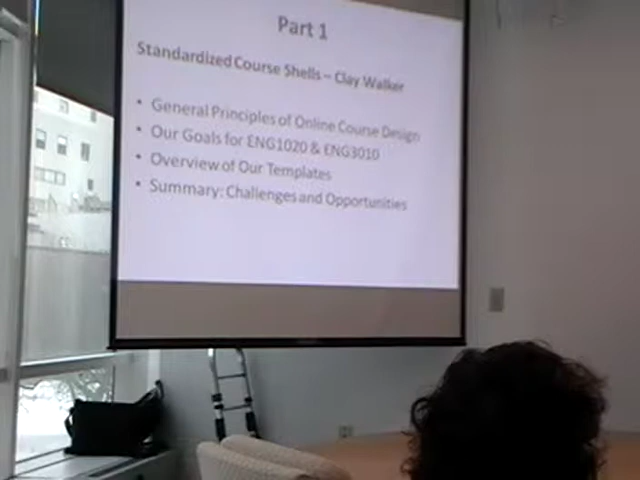 Part 1
Standardized Course Shells – Clay Walker
• General Principles of Online Course Design
• Our Goals for ENG1020 & ENG3010
• Overview of Our Templates
• Summary: Challenges and Opportunities